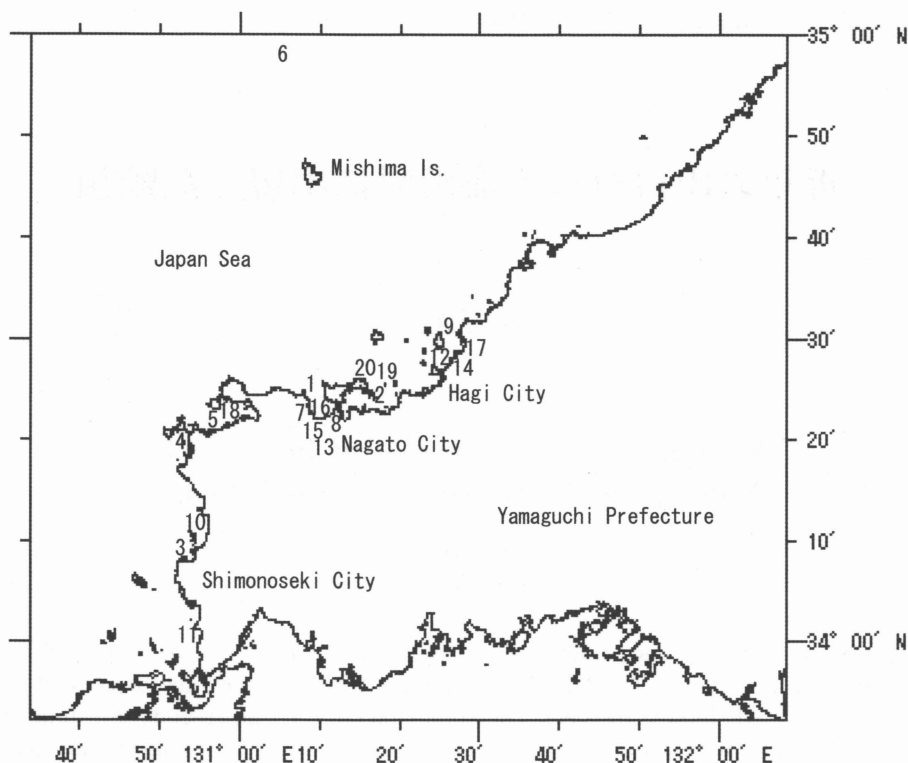 35° 00′ N
6
50′
Mishima Is.
40′
Japan Sea
30′
9
17
12
14
20 19
1
2
Hagi City
5 18
7 16
8
4
15
13
Nagato City
20′
10
Yamaguchi Prefecture
3
10′
Shimonoseki City
11
34° 00′ N
40′ 50′ 131° 00′ E 10′ 20′ 30′ 40′ 50′ 132° 00′ E